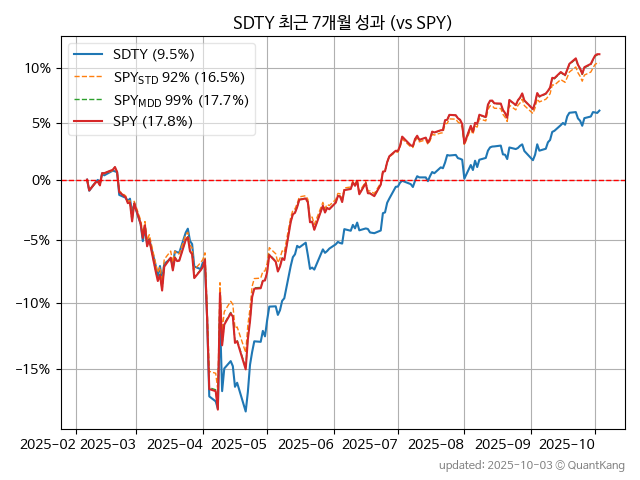 SDTY 최근 7개월 성과 (vs SPY)
SDTY (9.5%)
SPY_STD 92% (16.5%)
SPY_MDD 99% (17.7%)
SPY (17.8%)
10%
5%
0%
−5%
−10%
−15%
2025-02 2025-03 2025-04 2025-05 2025-06 2025-07 2025-08 2025-09 2025-10
updated: 2025-10-03 © QuantKang